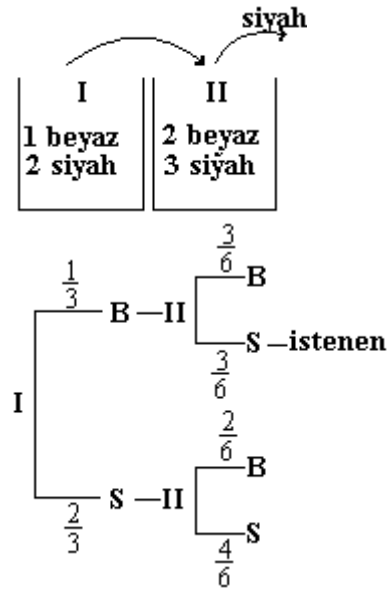 siyah
I II
1 beyaz 2 beyaz
2 siyah 3 siyah
3/6
1/3 B
B —II
S —istenen
3/6
I
2/6
B
S —II
2/3 S
4/6